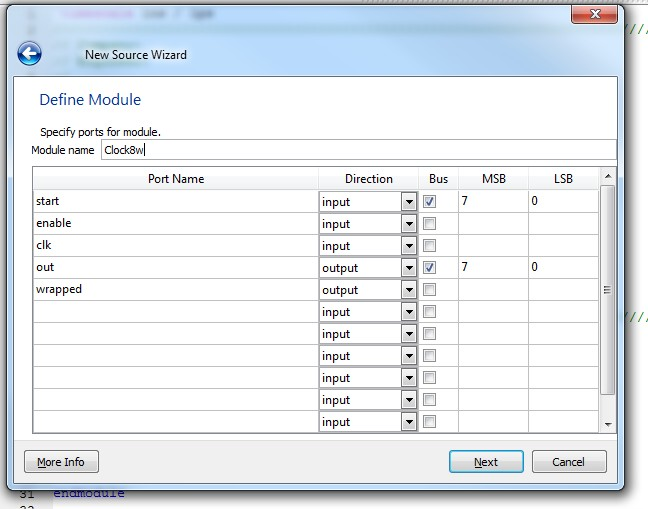 New Source Wizard
Define Module
Specify ports for module.
Module name Clock8w
Port Name Direction Bus MSB LSB
start input 7 0
enable input
clk input
out output 7 0
wrapped output
input
input
input
input
input
input
More Info Next Cancel
31 endmodule